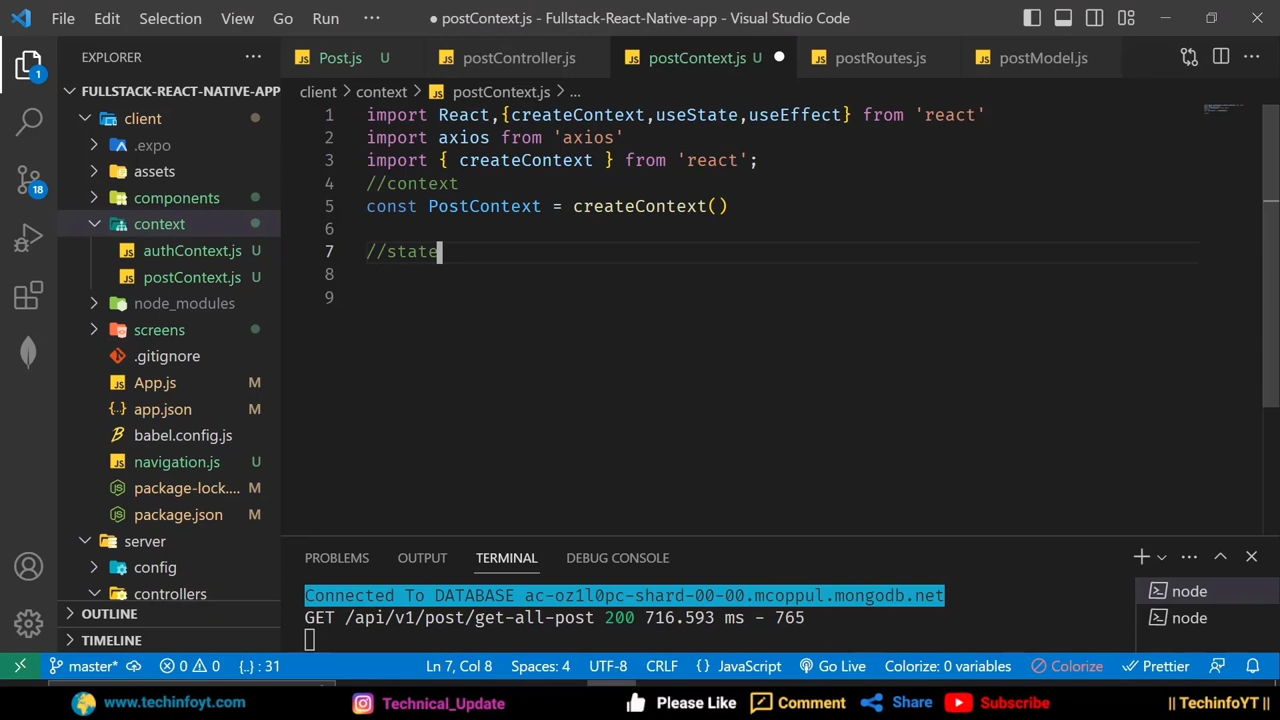 File Edit Selection View Go Run ··· ● postContext.js - Fullstack-React-Native-app - Visual Studio Code
EXPLORER ···
Post.js U postController.js postContext.js U ● postRoutes.js postModel.js ···
client > context > postContext.js > ...
FULLSTACK-REACT-NATIVE-APP
client
.expo
assets
components
context
authContext.js U
postContext.js U
node_modules
screens
.gitignore
App.js M
app.json M
babel.config.js
navigation.js U
package-lock.... M
package.json M
server
config
controllers
OUTLINE
TIMELINE
1
18
1 import React,{createContext,useState,useEffect} from 'react'
2 import axios from 'axios'
3 import { createContext } from 'react';
4 //context
5 const PostContext = createContext()
6
7 //state
8
9
PROBLEMS OUTPUT TERMINAL DEBUG CONSOLE
Connected To DATABASE ac-oz1l0pc-shard-00-00.mcoppul.mongodb.net
GET /api/v1/post/get-all-post 200 716.593 ms - 765
node
node
master* 0 0 {..} : 31 Ln 7, Col 8 Spaces: 4 UTF-8 CRLF {} JavaScript Go Live Colorize: 0 variables Colorize Prettier
www.techinfoyt.com Technical_Update Please Like Comment Share Subscribe || TechinfoYT ||